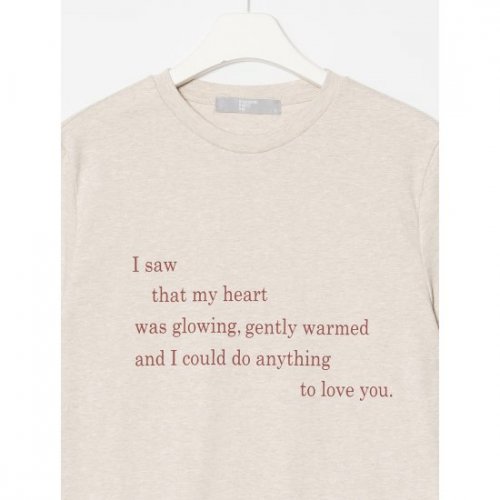 I saw
that my heart
was glowing, gently warmed
and I could do anything
to love you.